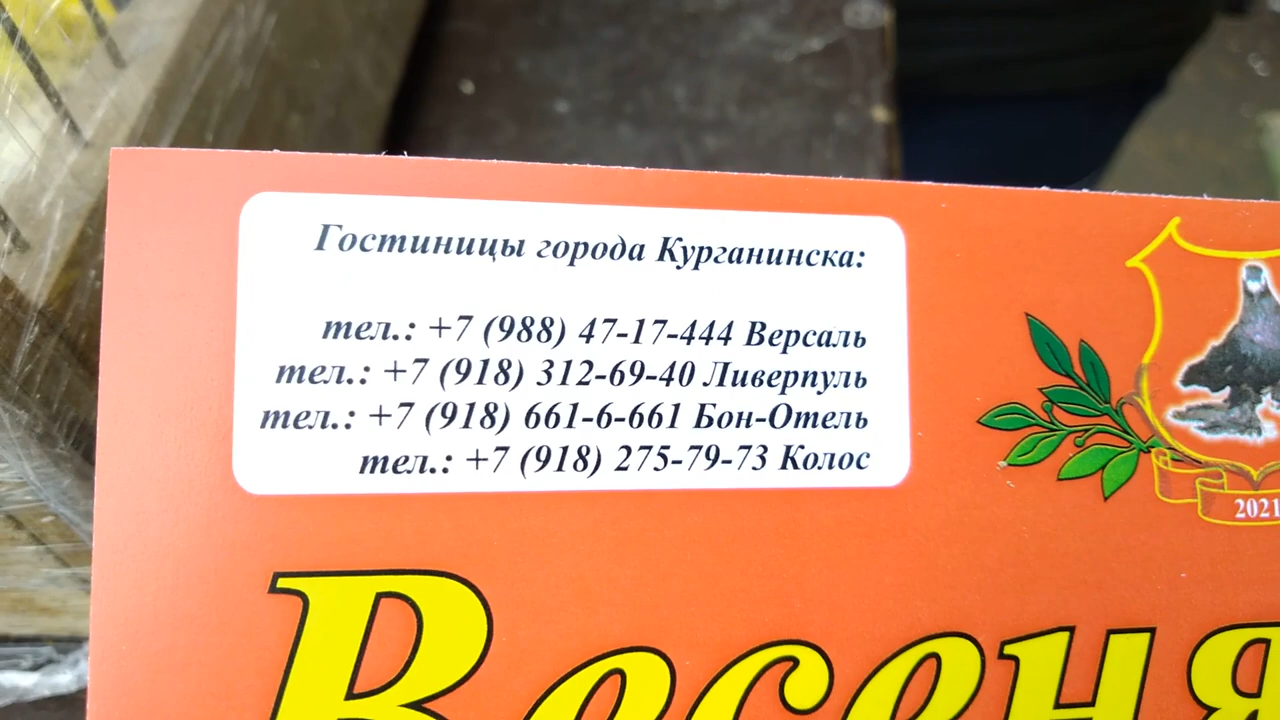 Гостиницы города Курганинска:
тел.: +7 (988) 47-17-444 Версаль
тел.: +7 (918) 312-69-40 Ливерпуль
тел.: +7 (918) 661-6-661 Бон-Отель
тел.: +7 (918) 275-79-73 Колос
2021